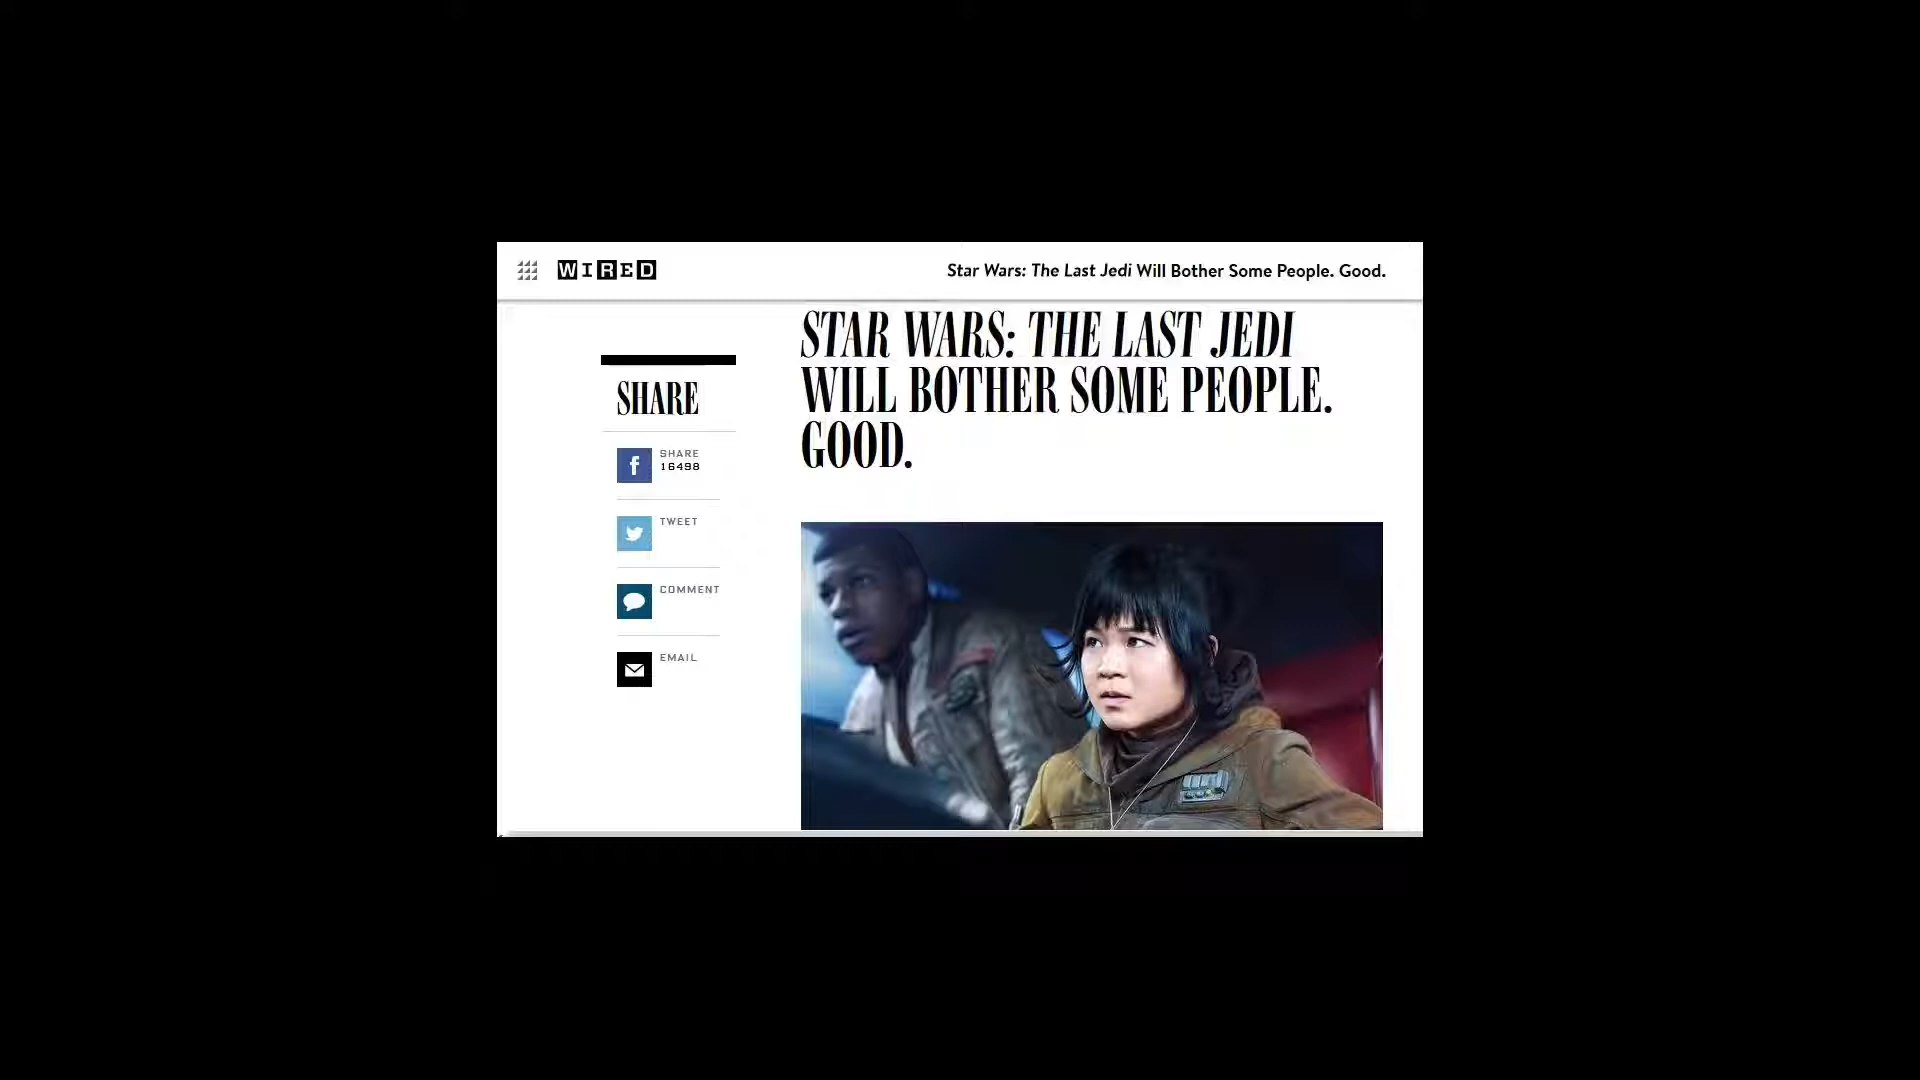 WIRED
Star Wars: The Last Jedi Will Bother Some People. Good.
STAR WARS: THE LAST JEDI
WILL BOTHER SOME PEOPLE.
GOOD.
SHARE
SHARE
16498
TWEET
COMMENT
EMAIL